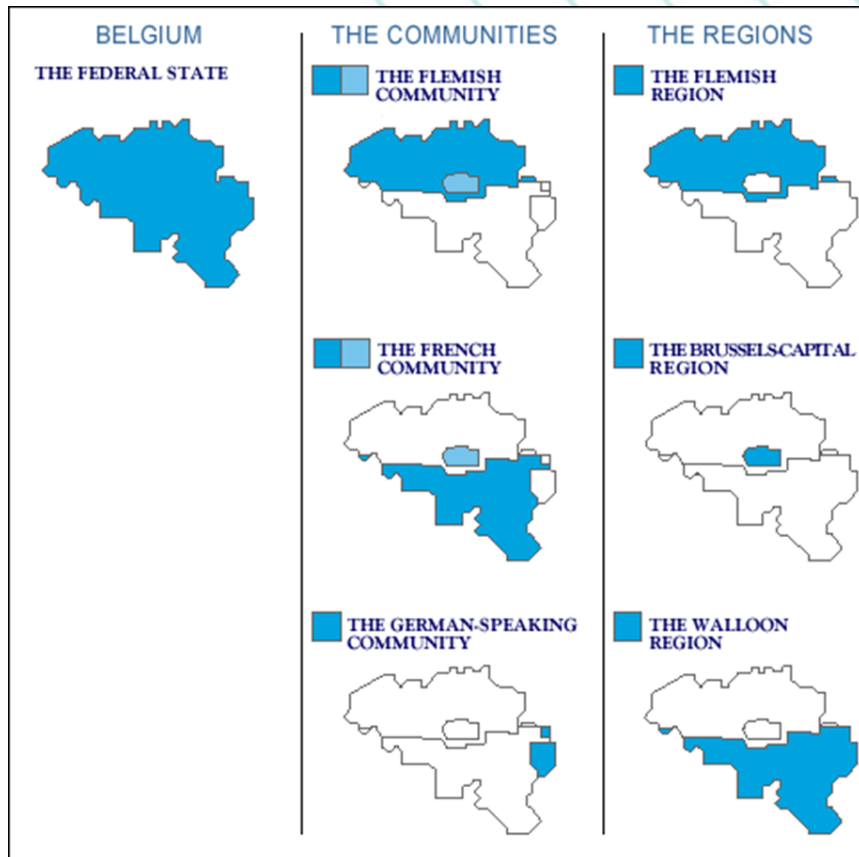 BELGIUM
THE FEDERAL STATE
THE COMMUNITIES
THE FLEMISH
COMMUNITY
THE FRENCH
COMMUNITY
THE GERMAN-SPEAKING
COMMUNITY
THE REGIONS
THE FLEMISH
REGION
THE BRUSSELS-CAPITAL
REGION
THE WALLOON
REGION